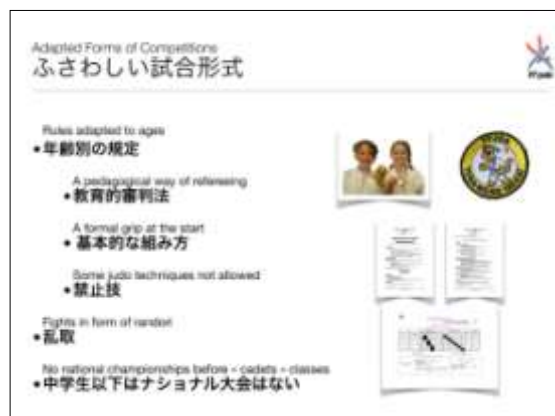 Adapted Forms of Competitions
ふさわしい試合形式
Rules adapted to ages
•年齢別の規定
A pedagogical way of refereeing
•教育的審判法
A formal grip at the start
•基本的な組み方
Some judo techniques not allowed
•禁止技
Fights in form of randori
•乱取
No national championships before « cadets » classes
•中学生以下はナショナル大会はない